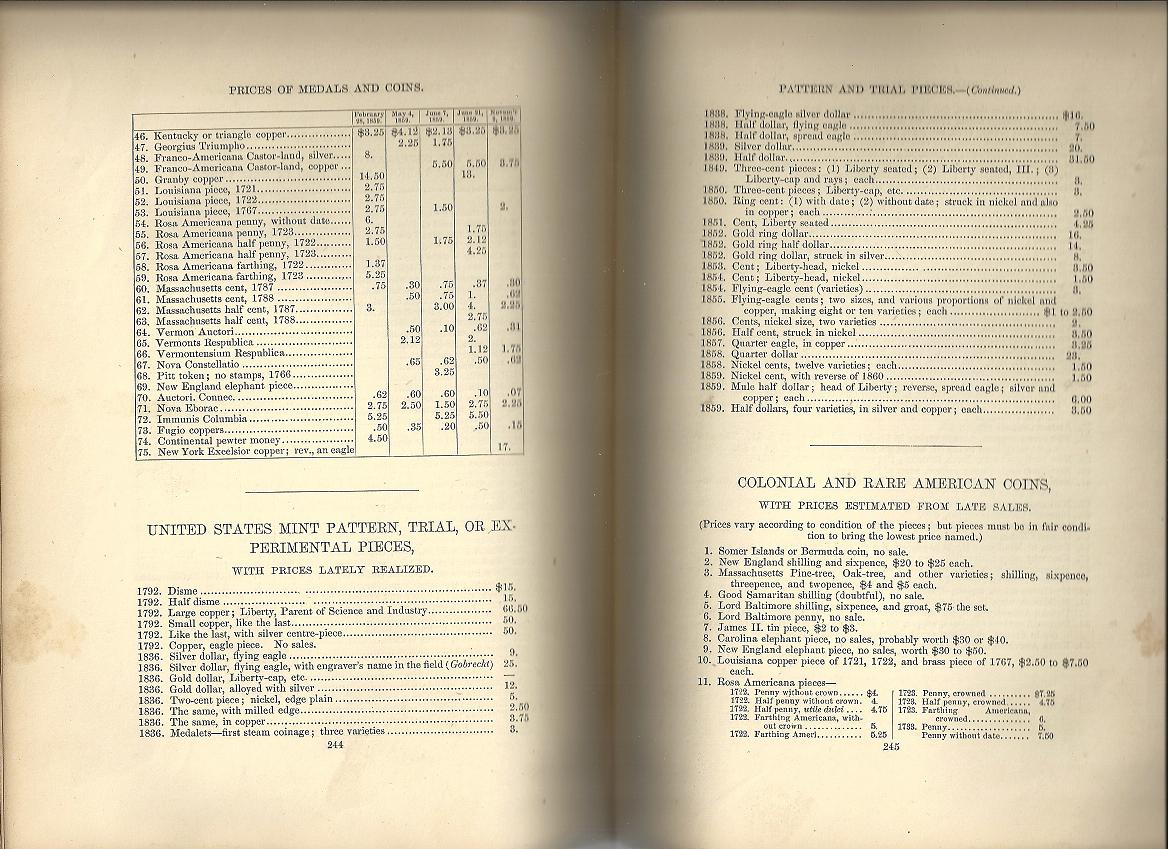 PRICES OF MEDALS AND COINS.
February 28, 1859. May 4, 1859. June 7, 1859. June 21, 1859.
46. Kentucky or triangle copper $3.25 $4.12 $2.13 $3.25 $3.25
47. Georgius Triumpho 2.25 1.75
48. Franco-Americana Castor-land, silver 8.
49. Franco-Americana Castor-land, copper 5.50 5.50 3.75
50. Granby copper 14.50 13.
51. Louisiana piece, 1721 2.75
52. Louisiana piece, 1722 2.75
53. Louisiana piece, 1767 2.75 1.50 2.
54. Rosa Americana penny, without date 6.
55. Rosa Americana penny, 1723 2.75 1.75
56. Rosa Americana half penny, 1722 1.50 1.75 2.12
57. Rosa Americana half penny, 1723 4.25
58. Rosa Americana farthing, 1722 1.37
59. Rosa Americana farthing, 1723 5.25
60. Massachusetts cent, 1787 .75 .30 .75 .37 .30
61. Massachusetts cent, 1788 .50 .75 1. .62
62. Massachusetts half cent, 1787 3. 3.00 4. 2.25
63. Massachusetts half cent, 1788 2.75
64. Vermon Auctori .50 .10 .62 .31
65. Vermonts Respublica 2.12 2.
66. Vermontensium Respublica 1.12 1.75
67. Nova Constellatio .65 .62 .50 .62
68. Pitt token; no stamps, 1766 3.25
69. New England elephant piece
70. Auctori. Connec. .62 .60 .60 .10 .07
71. Nova Eborac 2.75 2.50 1.50 2.75 2.25
72. Immunis Columbia 5.25 5.25 5.50
73. Fugio coppers .50 .35 .20 .50 .15
74. Continental pewter money 4.50
75. New York Excelsior copper; rev., an eagle 17.
UNITED STATES MINT PATTERN, TRIAL, OR EX-
PERIMENTAL PIECES,
WITH PRICES LATELY REALIZED.
1792. Disme $15.
1792. Half disme 15.
1792. Large copper; Liberty, Parent of Science and Industry 66.50
1792. Small copper, like the last 50.
1792. Like the last, with silver centre-piece 50.
1792. Copper, eagle piece. No sales.
1836. Silver dollar, flying eagle 9.
1836. Silver dollar, flying eagle, with engraver's name in the field (Gobrecht) 25.
1836. Gold dollar, Liberty-cap, etc. —
1836. Gold dollar, alloyed with silver 12.
1836. Two-cent piece; nickel, edge plain 5.
1836. The same, with milled edge 2.50
1836. The same, in copper 3.75
1836. Medalets—first steam coinage; three varieties 3.
244
PATTERN AND TRIAL PIECES.—(Continued.)
1838. Flying-eagle silver dollar $16.
1838. Half dollar, flying eagle 7.50
1838. Half dollar, spread eagle 7.
1839. Silver dollar 20.
1839. Half dollar 31.50
1849. Three-cent pieces: (1) Liberty seated; (2) Liberty seated, III.; (3)
Liberty-cap and rays; each 3.
1850. Three-cent pieces; Liberty-cap, etc. 3.
1850. Ring cent: (1) with date; (2) without date; struck in nickel and also
in copper; each 2.50
1851. Cent, Liberty seated 4.25
1852. Gold ring dollar 16.
1852. Gold ring half dollar 14.
1852. Gold ring dollar, struck in silver 8.
1853. Cent; Liberty-head, nickel 3.50
1854. Cent; Liberty-head, nickel 1.50
1854. Flying-eagle cent (varieties) 3.
1855. Flying-eagle cents; two sizes, and various proportions of nickel and
copper, making eight or ten varieties; each $1 to 2.50
1856. Cents, nickel size, two varieties 2.
1856. Half cent, struck in nickel 3.50
1857. Quarter eagle, in copper 3.25
1858. Quarter dollar 23.
1858. Nickel cents, twelve varieties; each 1.50
1859. Nickel cent, with reverse of 1860 1.50
1859. Mule half dollar; head of Liberty; reverse, spread eagle; silver and
copper; each 6.00
1859. Half dollars, four varieties, in silver and copper; each 3.50
COLONIAL AND RARE AMERICAN COINS,
WITH PRICES ESTIMATED FROM LATE SALES.
(Prices vary according to condition of the pieces; but pieces must be in fair condi-
tion to bring the lowest price named.)
1. Somer Islands or Bermuda coin, no sale.
2. New England shilling and sixpence, $20 to $25 each.
3. Massachusetts Pine-tree, Oak-tree, and other varieties; shilling, sixpence,
threepence, and twopence, $4 and $5 each.
4. Good Samaritan shilling (doubtful), no sale.
5. Lord Baltimore shilling, sixpence, and groat, $75 the set.
6. Lord Baltimore penny, no sale.
7. James II. tin piece, $2 to $3.
8. Carolina elephant piece, no sales, probably worth $30 or $40.
9. New England elephant piece, no sales, worth $30 to $50.
10. Louisiana copper piece of 1721, 1722, and brass piece of 1767, $2.50 to $7.50
each.
11. Rosa Americana pieces—
1722. Penny without crown $4.
1722. Half penny without crown. 4.
1722. Half penny, utile dulci 4.75
1722. Farthing Americana, with-
out crown 5.
1722. Farthing Ameri. 5.25
1723. Penny, crowned $7.25
1723. Half penny, crowned 4.75
1723. Farthing Americana,
crowned 6.
1733. Penny
Penny without date 7.50
245